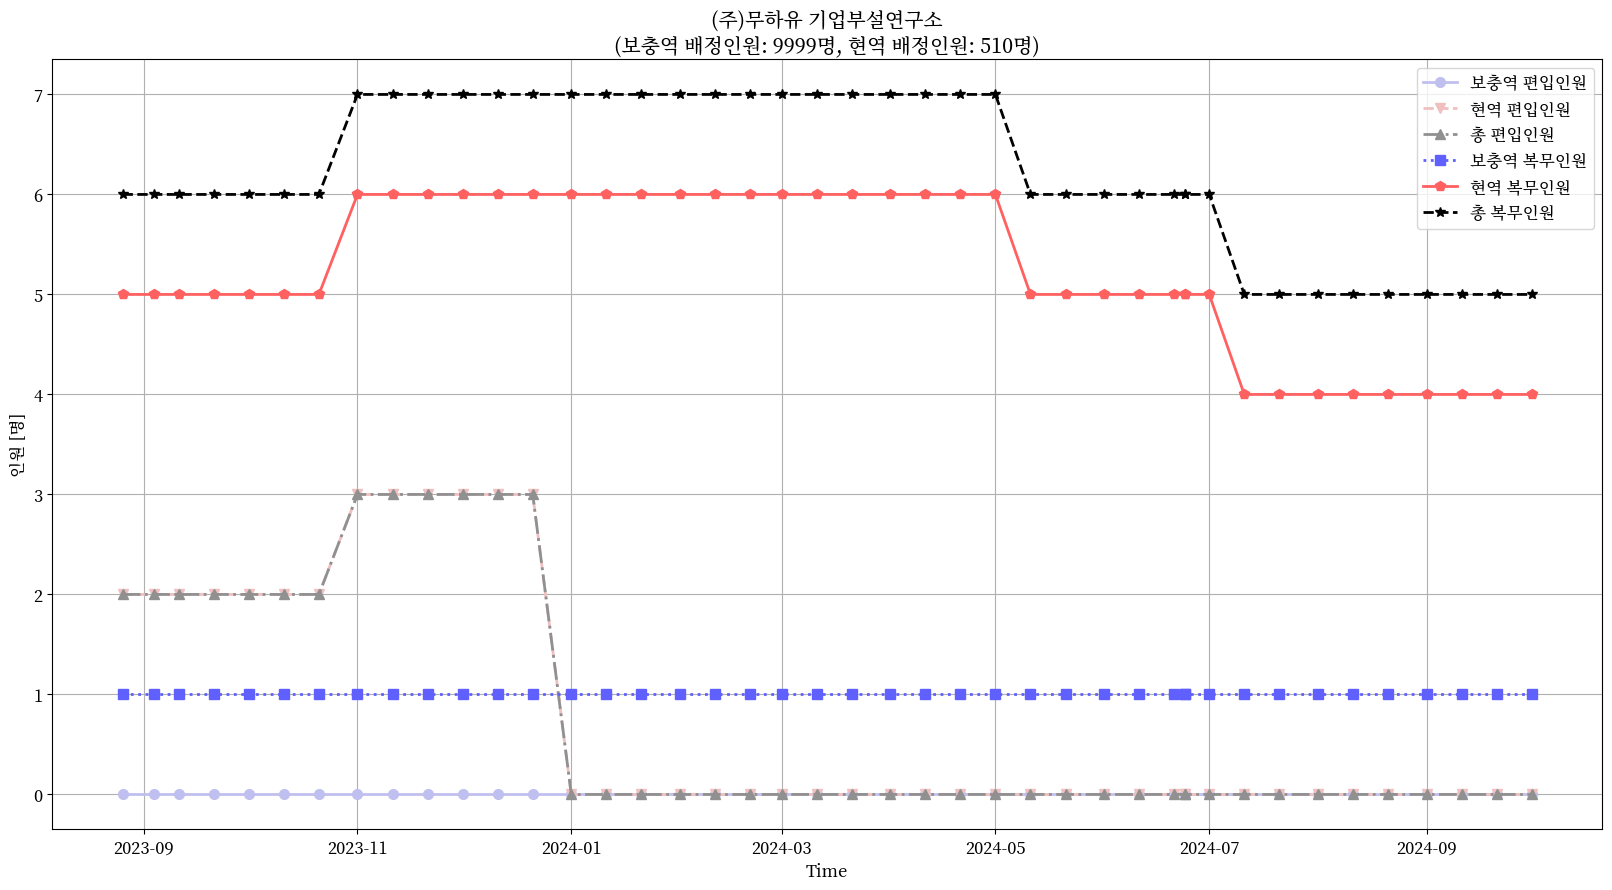 (주)무하유 기업부설연구소
(보충역 배정인원: 9999명, 현역 배정인원: 510명)
보충역 편입인원
현역 편입인원
총 편입인원
보충역 복무인원
현역 복무인원
총 복무인원
인원 [명]
7
6
5
4
3
2
1
0
2023-09
2023-11
2024-01
2024-03
2024-05
2024-07
2024-09
Time